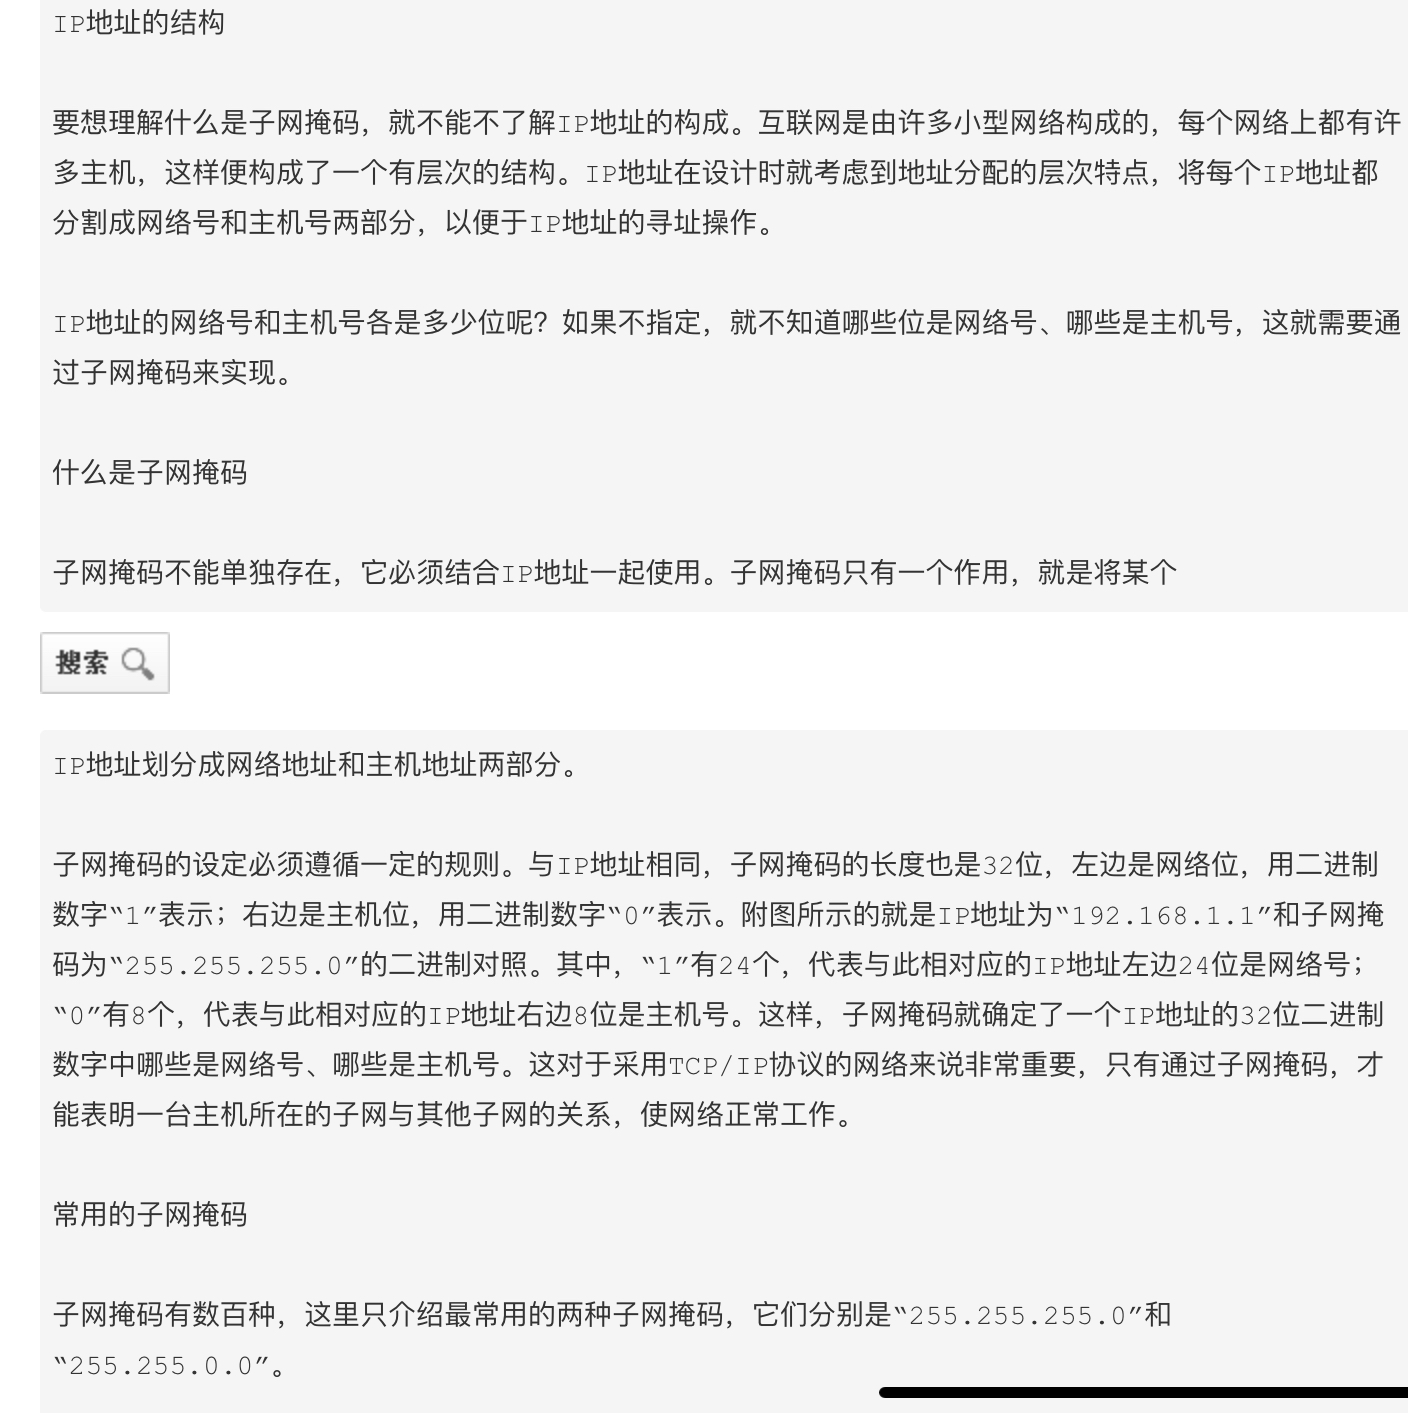 IP地址的结构
要想理解什么是子网掩码，就不能不了解IP地址的构成。互联网是由许多小型网络构成的，每个网络上都有许
多主机，这样便构成了一个有层次的结构。IP地址在设计时就考虑到地址分配的层次特点，将每个IP地址都
分割成网络号和主机号两部分，以便于IP地址的寻址操作。
IP地址的网络号和主机号各是多少位呢？如果不指定，就不知道哪些位是网络号、哪些是主机号，这就需要通
过子网掩码来实现。
什么是子网掩码
子网掩码不能单独存在，它必须结合IP地址一起使用。子网掩码只有一个作用，就是将某个
搜索
IP地址划分成网络地址和主机地址两部分。
子网掩码的设定必须遵循一定的规则。与IP地址相同，子网掩码的长度也是32位，左边是网络位，用二进制
数字“1”表示；右边是主机位，用二进制数字“0”表示。附图所示的就是IP地址为“192.168.1.1”和子网掩
码为“255.255.255.0”的二进制对照。其中，“1”有24个，代表与此相对应的IP地址左边24位是网络号；
“0”有8个，代表与此相对应的IP地址右边8位是主机号。这样，子网掩码就确定了一个IP地址的32位二进制
数字中哪些是网络号、哪些是主机号。这对于采用TCP/IP协议的网络来说非常重要，只有通过子网掩码，才
能表明一台主机所在的子网与其他子网的关系，使网络正常工作。
常用的子网掩码
子网掩码有数百种，这里只介绍最常用的两种子网掩码，它们分别是“255.255.255.0”和
“255.255.0.0”。